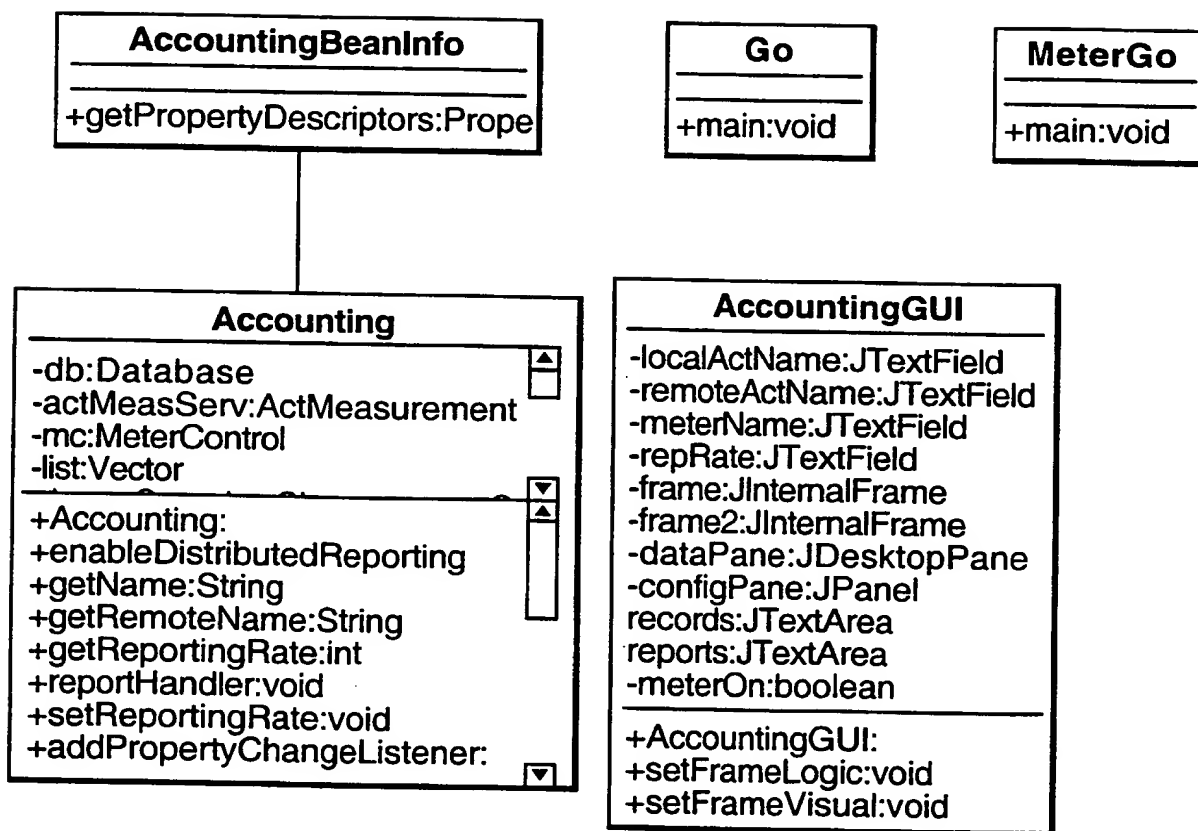 AccountingBeanInfo
+getPropertyDescriptors:Prope
Go
+main:void
MeterGo
+main:void
Accounting
-db:Database
-actMeasServ:ActMeasurement
-mc:MeterControl
-list:Vector
+Accounting:
+enableDistributedReporting
+getName:String
+getRemoteName:String
+getReportingRate:int
+reportHandler:void
+setReportingRate:void
+addPropertyChangeListener:
AccountingGUI
-localActName:JTextField
-remoteActName:JTextField
-meterName:JTextField
-repRate:JTextField
-frame:JInternalFrame
-frame2:JInternalFrame
-dataPane:JDesktopPane
-configPane:JPanel
records:JTextArea
reports:JTextArea
-meterOn:boolean
+AccountingGUI:
+setFrameLogic:void
+setFrameVisual:void